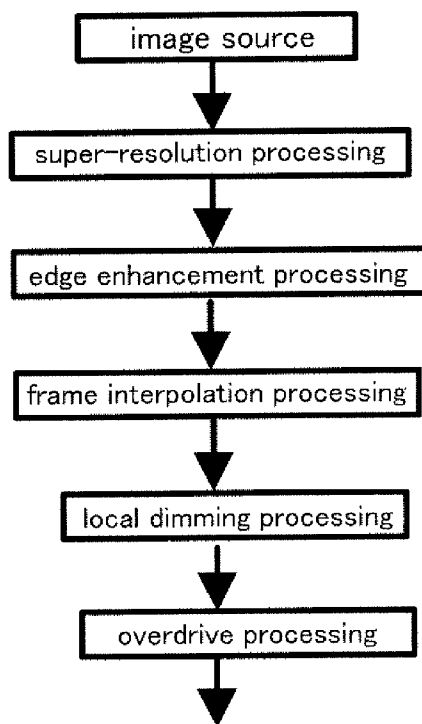 image source
super-resolution processing
edge enhancement processing
frame interpolation processing
local dimming processing
overdrive processing